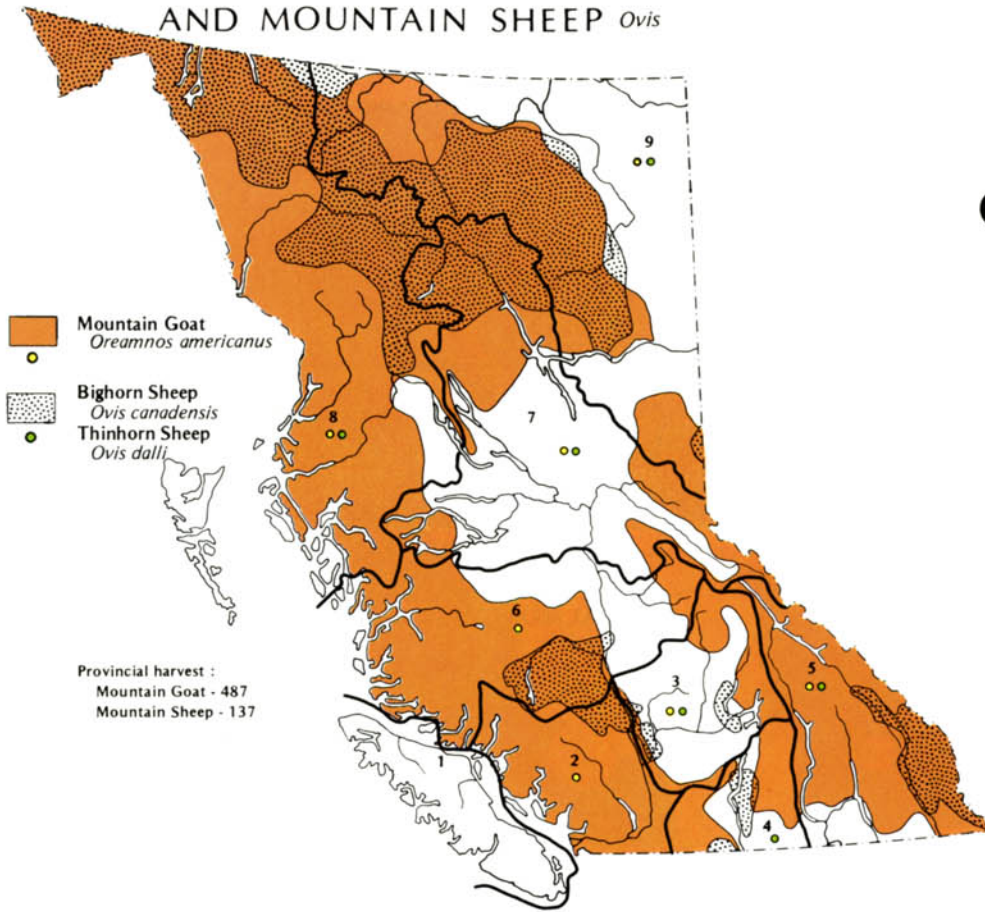 AND MOUNTAIN SHEEP Ovis
9
Mountain Goat
Oreamnos americanus
Bighorn Sheep
Ovis canadensis
Thinhorn Sheep
Ovis dalli
8
7
6
5
3
Provincial harvest :
Mountain Goat - 487
Mountain Sheep - 137
1
2
4